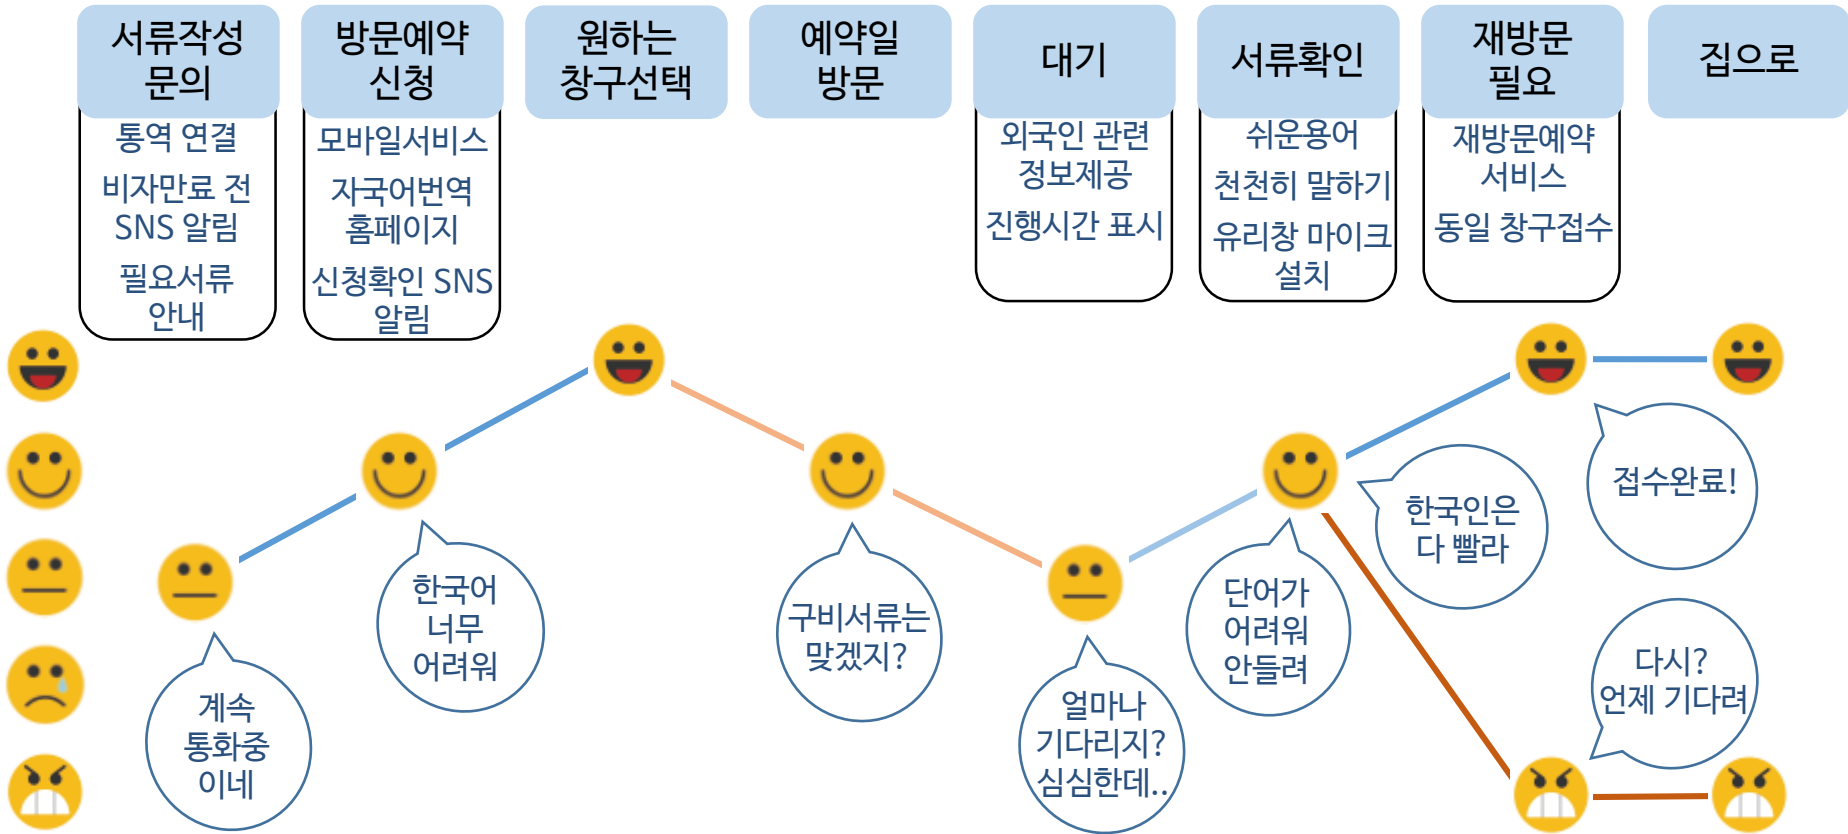 서류작성
문의
방문예약
신청
원하는
창구선택
예약일
방문
대기
서류확인
재방문
필요
집으로
통역 연결
비자만료 전
SNS 알림
필요서류
안내
모바일서비스
자국어번역
홈페이지
신청확인 SNS
알림
외국인 관련
정보제공
진행시간 표시
쉬운용어
천천히 말하기
유리창 마이크
설치
재방문예약
서비스
동일 창구접수
계속
통화중
이네
한국어
너무
어려워
구비서류는
맞겠지?
얼마나
기다리지?
심심한데..
단어가
어려워
안들려
한국인은
다 빨라
접수완료!
다시?
언제 기다려